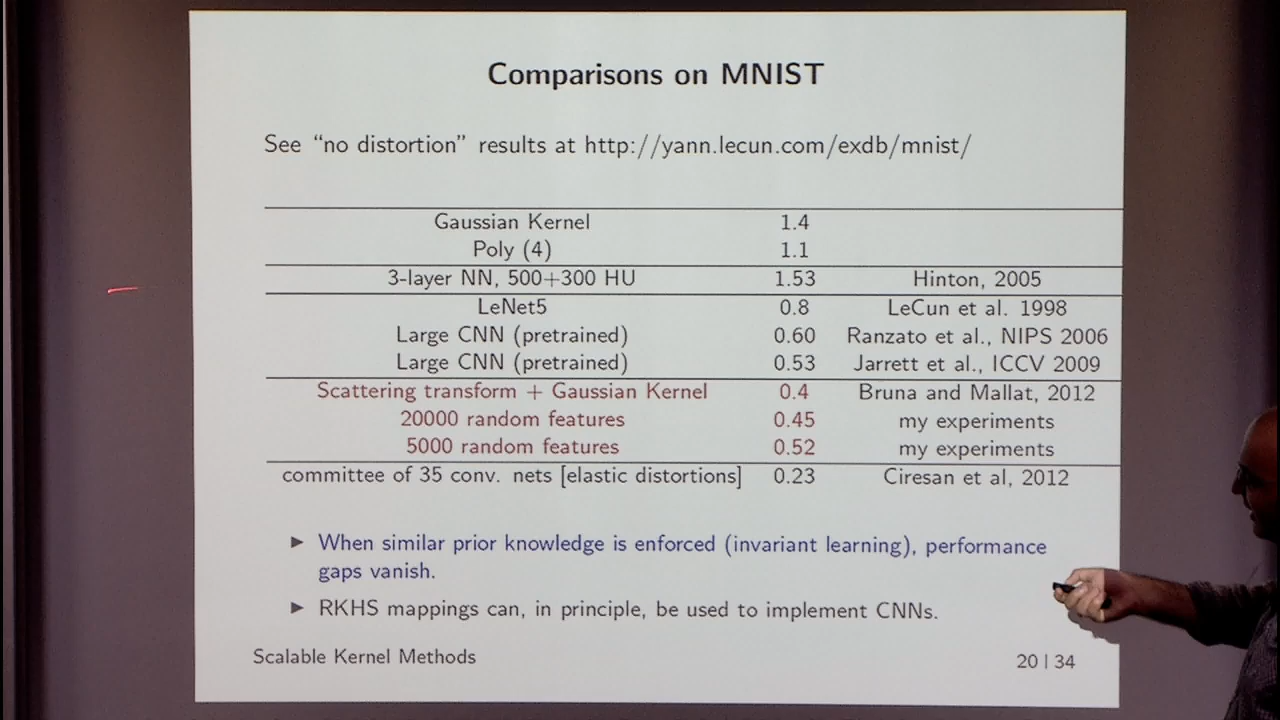 Comparisons on MNIST
See “no distortion” results at http://yann.lecun.com/exdb/mnist/
Gaussian Kernel 1.4
Poly (4) 1.1
3-layer NN, 500+300 HU 1.53 Hinton, 2005
LeNet5 0.8 LeCun et al. 1998
Large CNN (pretrained) 0.60 Ranzato et al., NIPS 2006
Large CNN (pretrained) 0.53 Jarrett et al., ICCV 2009
Scattering transform + Gaussian Kernel 0.4 Bruna and Mallat, 2012
20000 random features 0.45 my experiments
5000 random features 0.52 my experiments
committee of 35 conv. nets [elastic distortions] 0.23 Ciresan et al, 2012
► When similar prior knowledge is enforced (invariant learning), performance
gaps vanish.
► RKHS mappings can, in principle, be used to implement CNNs.
Scalable Kernel Methods 20 | 34